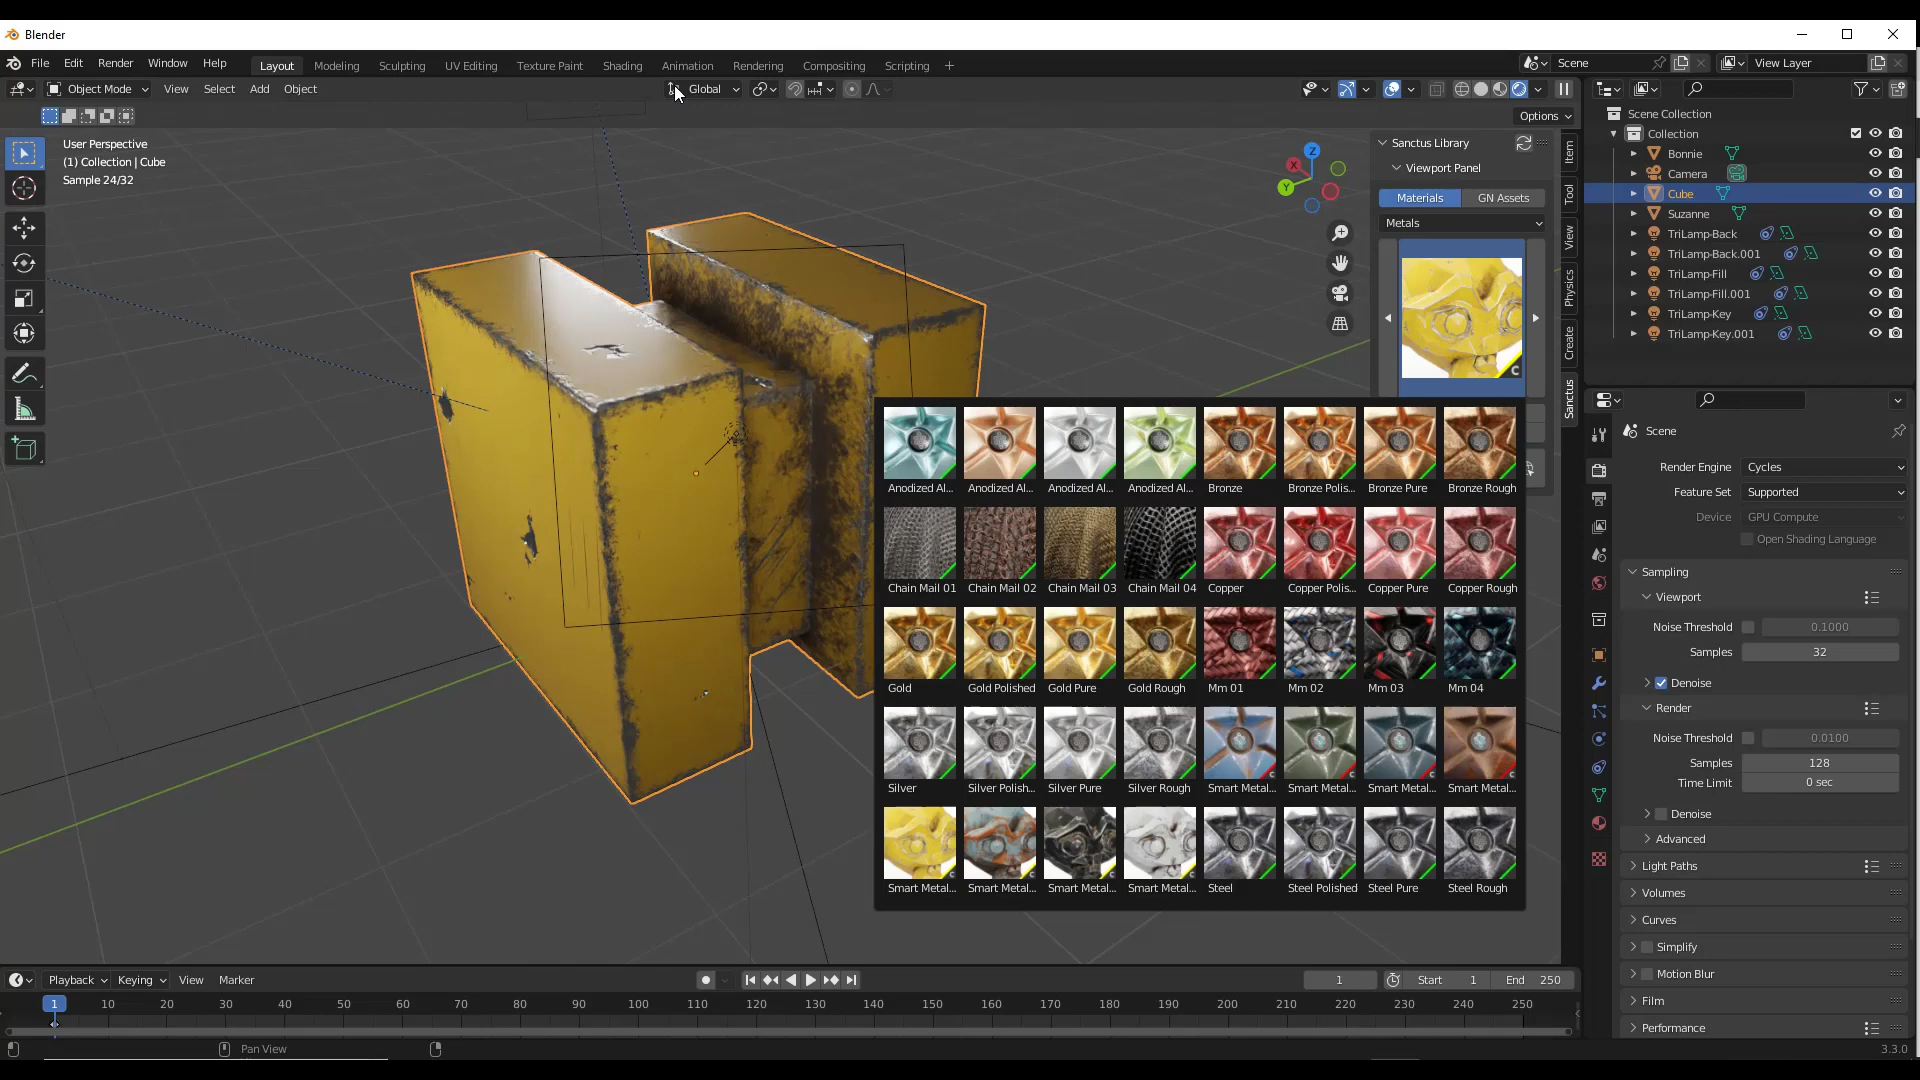 Blender
File Edit Render Window Help
Layout Modeling Sculpting UV Editing Texture Paint Shading Animation Rendering Compositing Scripting +
Scene
View Layer
Object Mode View Select Add Object
Global
Options
User Perspective
(1) Collection | Cube
Sample 24/32
Z
X
Y
Sanctus Library
Viewport Panel
Materials GN Assets
Metals
Item
Tool
View
Physics
Create
Sanctus
Scene Collection
Collection
Bonnie
Camera
Cube
Suzanne
TriLamp-Back
TriLamp-Back.001
TriLamp-Fill
TriLamp-Fill.001
TriLamp-Key
TriLamp-Key.001
Anodized Al... Anodized Al... Anodized Al... Anodized Al... Bronze Bronze Polis... Bronze Pure Bronze Rough
Chain Mail 01 Chain Mail 02 Chain Mail 03 Chain Mail 04 Copper Copper Polis... Copper Pure Copper Rough
Gold Gold Polished Gold Pure Gold Rough Mm 01 Mm 02 Mm 03 Mm 04
Silver Silver Polish... Silver Pure Silver Rough Smart Metal... Smart Metal... Smart Metal... Smart Metal...
Smart Metal... Smart Metal... Smart Metal... Smart Metal... Steel Steel Polished Steel Pure Steel Rough
Scene
Render Engine Cycles
Feature Set Supported
Device GPU Compute
Open Shading Language
Sampling
Viewport
Noise Threshold 0.1000
Samples 32
Denoise
Render
Noise Threshold 0.0100
Samples 128
Time Limit 0 sec
Denoise
Advanced
Light Paths
Volumes
Curves
Simplify
Motion Blur
Film
Performance
Playback Keying View Marker
1 Start 1 End 250
1 10 20 30 40 50 60 70 80 90 100 110 120 130 140 150 160 170 180 190 200 210 220 230 240 250
Pan View
3.3.0